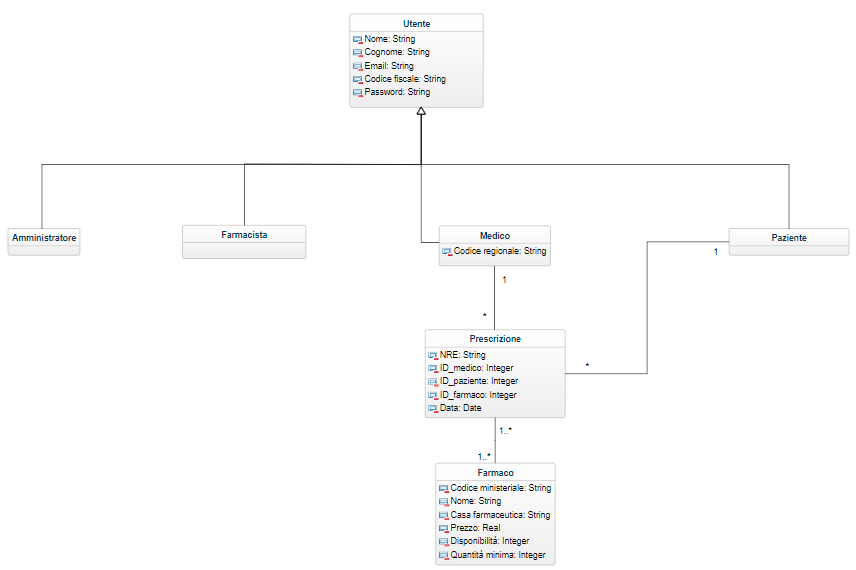 Utente
Nome: String
Cognome: String
Email: String
Codice fiscale: String
Password: String
Amministratore
Farmacista
Medico
Codice regionale: String
Paziente
1
1
*
Prescrizione
NRE: String
ID_medico: Integer
ID_paziente: Integer
ID_farmaco: Integer
Data: Date
*
1..*
1..*
Farmaco
Codice ministeriale: String
Nome: String
Casa farmaceutica: String
Prezzo: Real
Disponibilità: Integer
Quantità minima: Integer